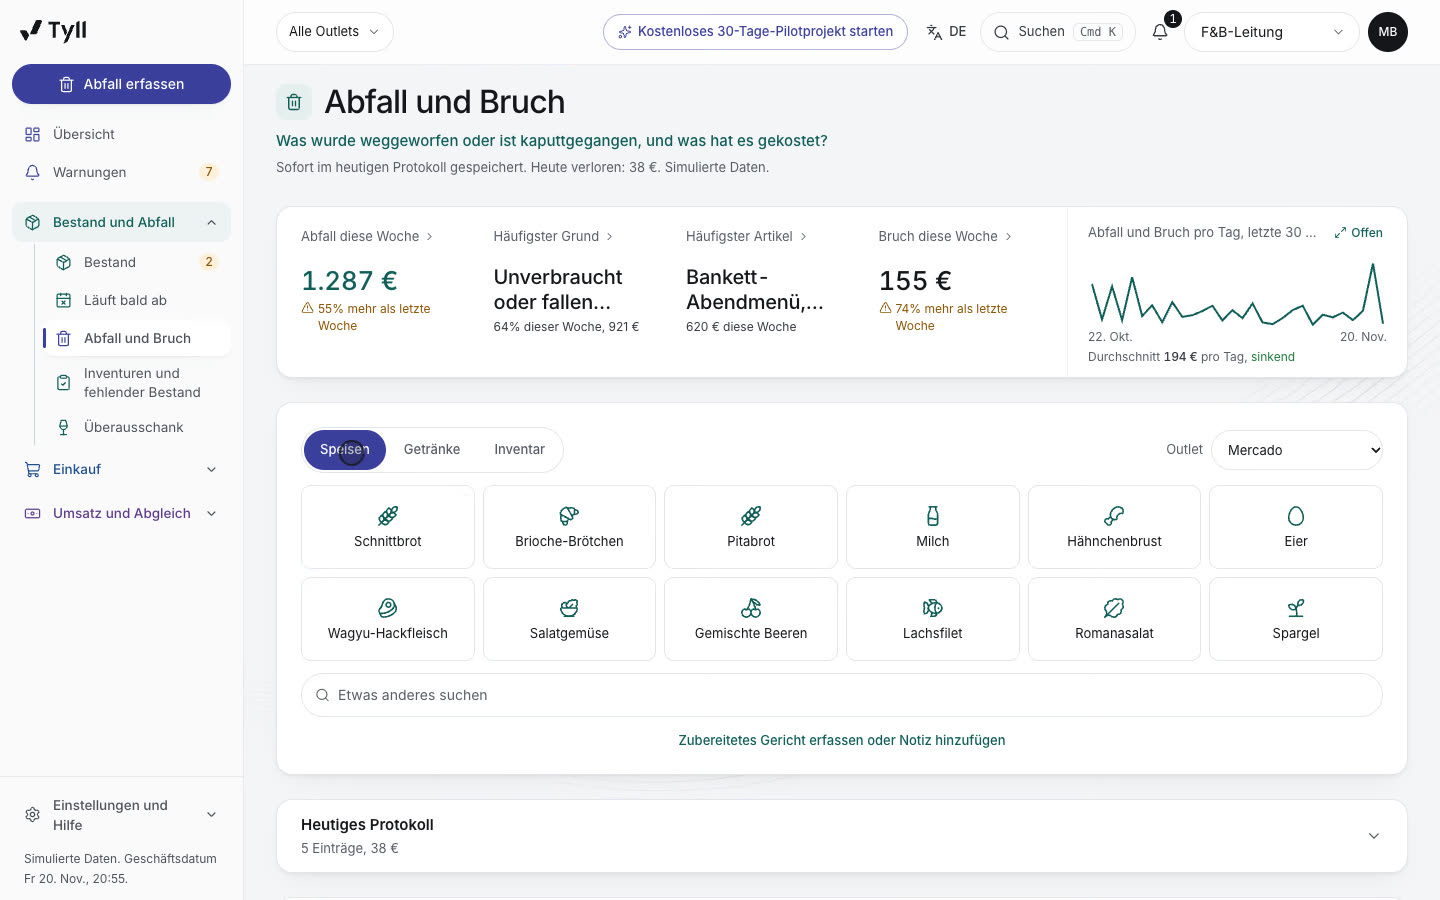 Tyll
Alle Outlets
Kostenloses 30-Tage-Pilotprojekt starten
DE
Suchen
Cmd K
1
F&B-Leitung
MB
Abfall erfassen
Übersicht
Warnungen
7
Bestand und Abfall
Bestand
2
Läuft bald ab
Abfall und Bruch
Inventuren und
fehlender Bestand
Überausschank
Einkauf
Umsatz und Abgleich
Einstellungen und
Hilfe
Simulierte Daten. Geschäftsdatum
Fr 20. Nov., 20:55.
Abfall und Bruch
Was wurde weggeworfen oder ist kaputtgegangen, und was hat es gekostet?
Sofort im heutigen Protokoll gespeichert. Heute verloren: 38 €. Simulierte Daten.
Abfall diese Woche
1.287 €
55% mehr als letzte
Woche
Häufigster Grund
Unverbraucht
oder fallen...
64% dieser Woche, 921 €
Häufigster Artikel
Bankett-
Abendmenü,...
620 € diese Woche
Bruch diese Woche
155 €
74% mehr als letzte
Woche
Abfall und Bruch pro Tag, letzte 30 ...
Offen
22. Okt.
20. Nov.
Durchschnitt 194 € pro Tag, sinkend
Speisen
Getränke
Inventar
Outlet
Mercado
Schnittbrot
Brioche-Brötchen
Pitabrot
Milch
Hähnchenbrust
Eier
Wagyu-Hackfleisch
Salatgemüse
Gemischte Beeren
Lachsfilet
Romanasalat
Spargel
Etwas anderes suchen
Zubereitetes Gericht erfassen oder Notiz hinzufügen
Heutiges Protokoll
5 Einträge, 38 €